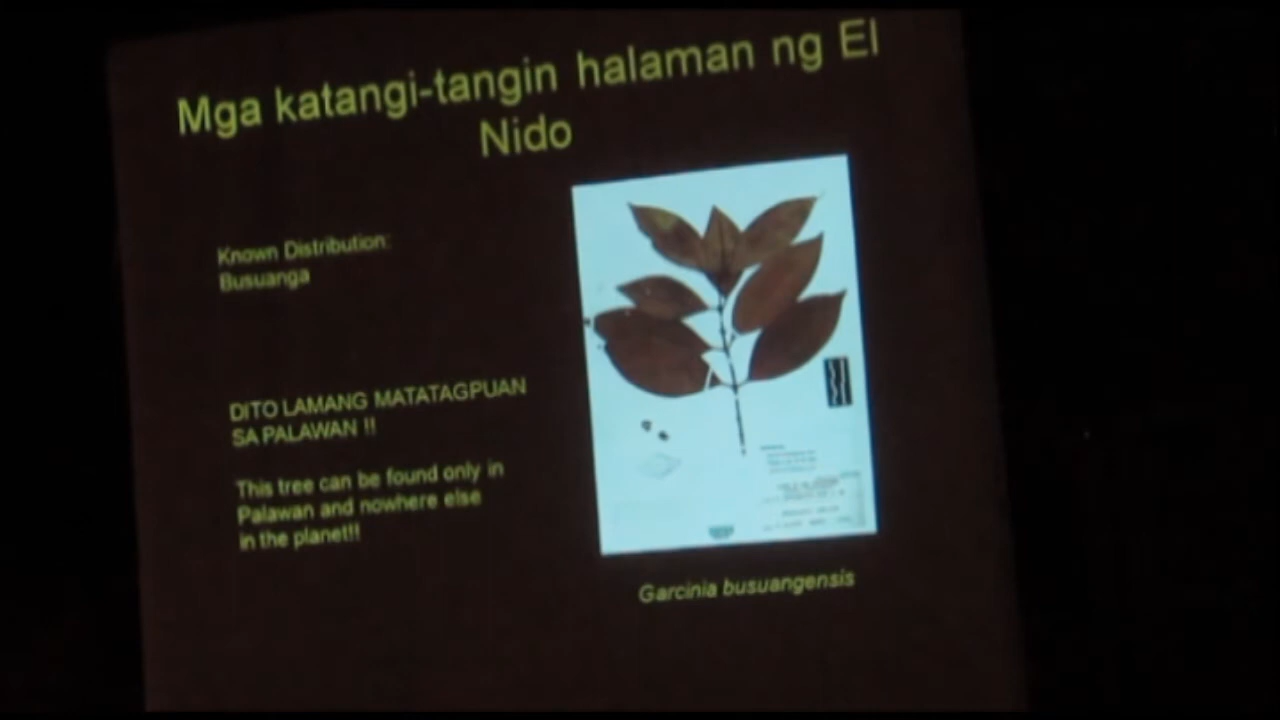 Mga katangi-tangin halaman ng El
Nido
Known Distribution:
Busuanga
DITO LAMANG MATATAGPUAN
SA PALAWAN !!
This tree can be found only in
Palawan and nowhere else
in the planet!!
Garcinia busuangensis